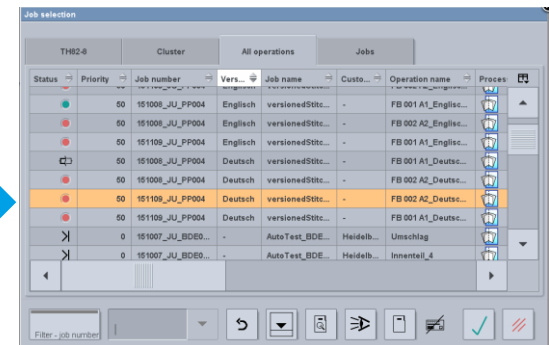 Job selection
TH82-6 Cluster All operations Jobs
Status Priority Job number Vers... Job name Custo... Operation name Proces
50 151008_JU_PP004 Englisch versionedStitc... - FB 001 A1_Englisc...
50 151008_JU_PP004 Englisch versionedStitc... - FB 002 A2_Englisc...
50 151109_JU_PP004 Englisch versionedStitc... - FB 001 A1_Englisc...
50 151008_JU_PP004 Deutsch versionedStitc... - FB 001 A1_Deutsc...
50 151008_JU_PP004 Deutsch versionedStitc... - FB 002 A2_Deutsc...
50 151109_JU_PP004 Deutsch versionedStitc... - FB 002 A2_Deutsc...
50 151109_JU_PP004 Deutsch versionedStitc... - FB 001 A1_Deutsc...
0 151007_JU_BDE0... - AutoTest_BDE... Heidelb... Umschlag
0 151007_JU_BDE0... - AutoTest_BDE... Heidelb... Innenteil_4
Filter - job number